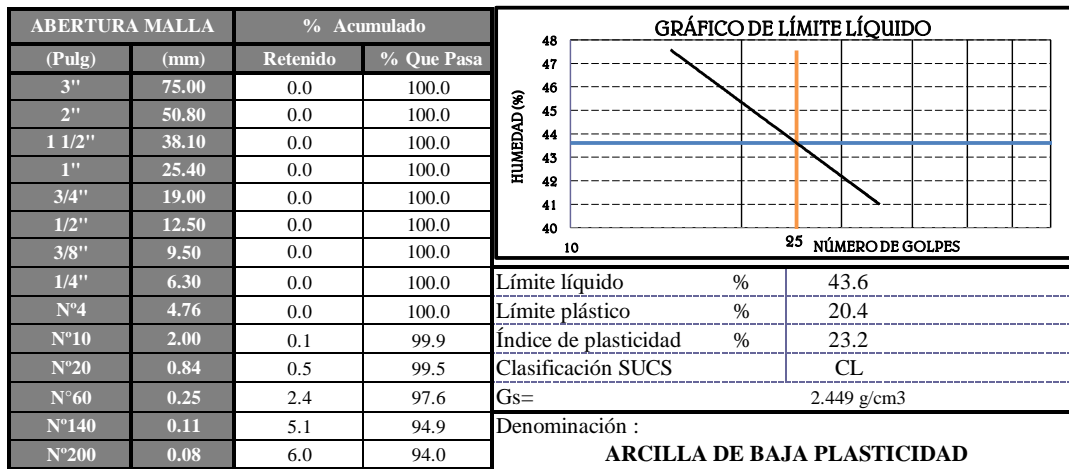 ABERTURA MALLA % Acumulado
(Pulg) (mm) Retenido % Que Pasa
3'' 75.00 0.0 100.0
2'' 50.80 0.0 100.0
1 1/2'' 38.10 0.0 100.0
1'' 25.40 0.0 100.0
3/4'' 19.00 0.0 100.0
1/2'' 12.50 0.0 100.0
3/8'' 9.50 0.0 100.0
1/4'' 6.30 0.0 100.0
Nº4 4.76 0.0 100.0
Nº10 2.00 0.1 99.9
Nº20 0.84 0.5 99.5
N°60 0.25 2.4 97.6
Nº140 0.11 5.1 94.9
Nº200 0.08 6.0 94.0
GRÁFICO DE LÍMITE LÍQUIDO
HUMEDAD (%)
48
47
46
45
44
43
42
41
40
10 25 NÚMERO DE GOLPES
Límite líquido % 43.6
Límite plástico % 20.4
Índice de plasticidad % 23.2
Clasificación SUCS CL
Gs= 2.449 g/cm3
Denominación :
ARCILLA DE BAJA PLASTICIDAD